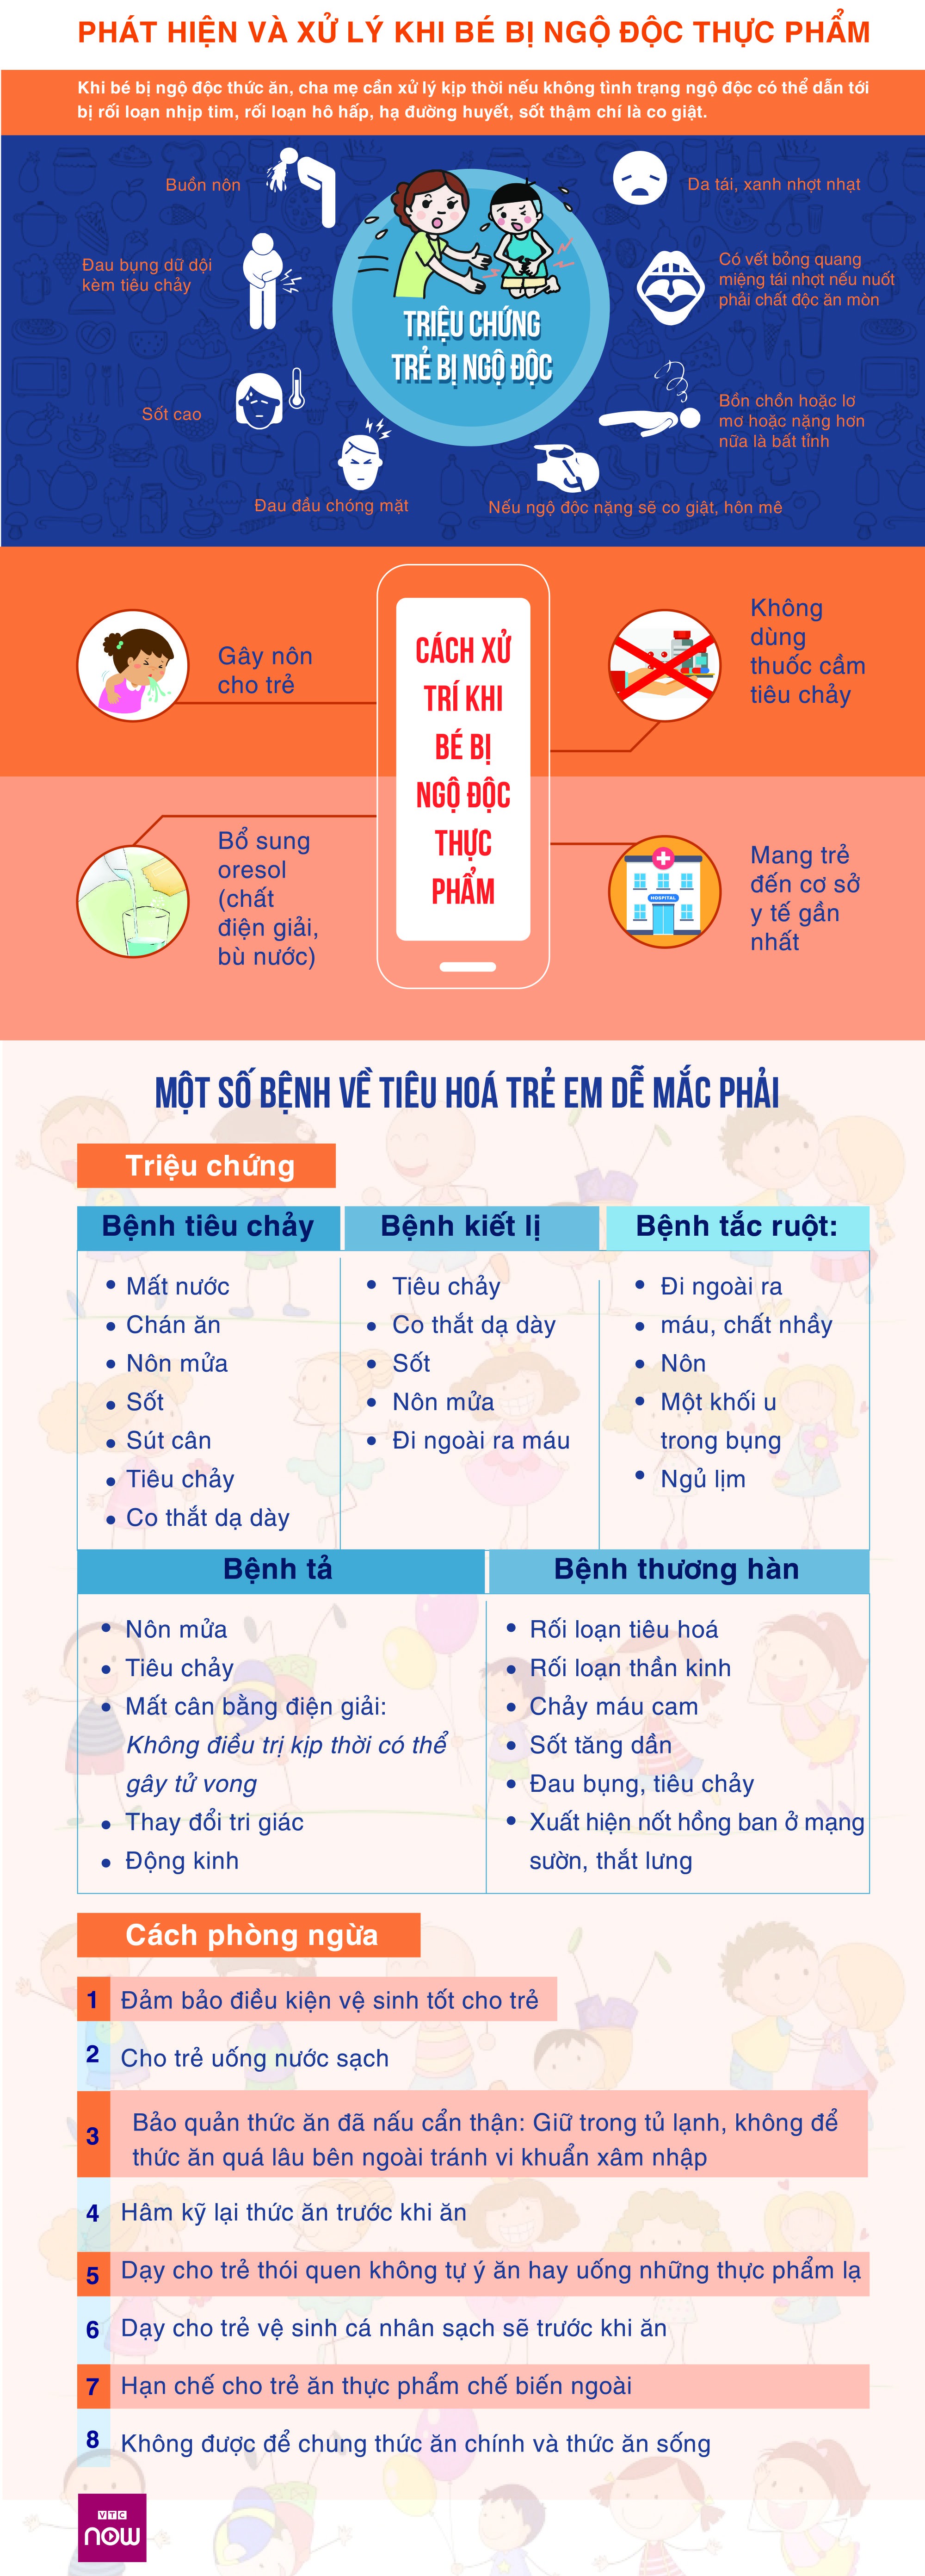 PHÁT HIỆN VÀ XỬ LÝ KHI BÉ BỊ NGỘ ĐỘC THỰC PHẨM
Khi bé bị ngộ độc thức ăn, cha mẹ cần xử lý kịp thời nếu không tình trạng ngộ độc có thể dẫn tới
bị rối loạn nhịp tim, rối loạn hô hấp, hạ đường huyết, sốt thậm chí là co giật.
Buồn nôn
Đau bụng dữ dội
kèm tiêu chảy
Sốt cao
Đau đầu chóng mặt
TRIỆU CHỨNG
TRẺ BỊ NGỘ ĐỘC
Da tái, xanh nhợt nhạt
Có vết bỏng quang
miệng tái nhợt nếu nuốt
phải chất độc ăn mòn
Bồn chồn hoặc lơ
mơ hoặc nặng hơn
nữa là bất tỉnh
Nếu ngộ độc nặng sẽ co giật, hôn mê
CÁCH XỬ
TRÍ KHI
BÉ BỊ
NGỘ ĐỘC
THỰC
PHẨM
Gây nôn
cho trẻ
Không
dùng
thuốc cầm
tiêu chảy
Bổ sung
oresol
(chất
điện giải,
bù nước)
HOSPITAL
Mang trẻ
đến cơ sở
y tế gần
nhất
MỘT SỐ BỆNH VỀ TIÊU HOÁ TRẺ EM DỄ MẮC PHẢI
Triệu chứng
Bệnh tiêu chảy
• Mất nước
• Chán ăn
• Nôn mửa
• Sốt
• Sút cân
• Tiêu chảy
• Co thắt dạ dày
Bệnh kiết lị
• Tiêu chảy
• Co thắt dạ dày
• Sốt
• Nôn mửa
• Đi ngoài ra máu
Bệnh tắc ruột:
• Đi ngoài ra
• máu, chất nhầy
• Nôn
• Một khối u
trong bụng
• Ngủ lịm
Bệnh tả
• Nôn mửa
• Tiêu chảy
• Mất cân bằng điện giải:
Không điều trị kịp thời có thể
gây tử vong
• Thay đổi tri giác
• Động kinh
Bệnh thương hàn
• Rối loạn tiêu hoá
• Rối loạn thần kinh
• Chảy máu cam
• Sốt tăng dần
• Đau bụng, tiêu chảy
• Xuất hiện nốt hồng ban ở mạng
sườn, thắt lưng
Cách phòng ngừa
1 Đảm bảo điều kiện vệ sinh tốt cho trẻ
2 Cho trẻ uống nước sạch
3 Bảo quản thức ăn đã nấu cẩn thận: Giữ trong tủ lạnh, không để
thức ăn quá lâu bên ngoài tránh vi khuẩn xâm nhập
4 Hâm kỹ lại thức ăn trước khi ăn
5 Dạy cho trẻ thói quen không tự ý ăn hay uống những thực phẩm lạ
6 Dạy cho trẻ vệ sinh cá nhân sạch sẽ trước khi ăn
7 Hạn chế cho trẻ ăn thực phẩm chế biến ngoài
8 Không được để chung thức ăn chính và thức ăn sống
VTC
NOW